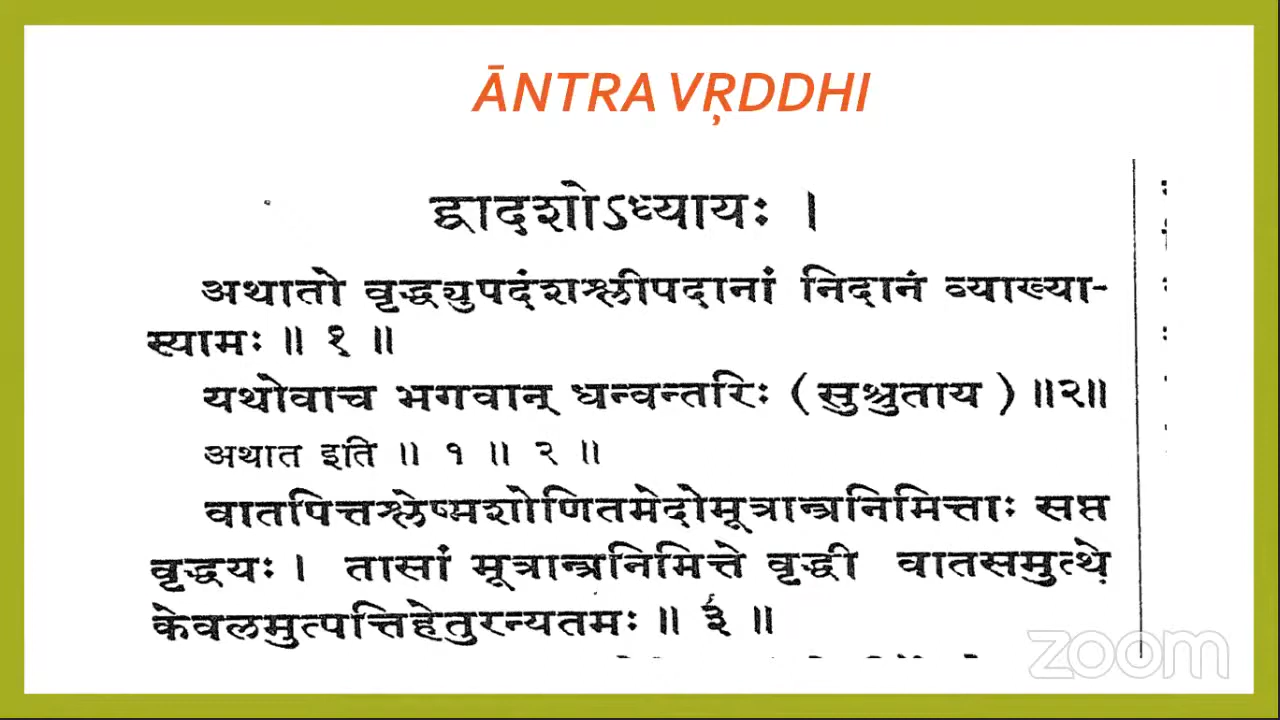 ĀNTRA VṚDDHI
द्वादशोऽध्यायः ।
अथातो वृद्ध्युपदंशश्लीपदानां निदानं व्याख्या-
स्यामः ॥ १ ॥
यथोवाच भगवान् धन्वन्तरिः (सुश्रुताय ) ॥२॥
अथात इति ॥ १ ॥ २ ॥
वातपित्तश्लेष्मशोणितमेदोमूत्रान्त्रनिमित्ताः सप्त
वृद्धयः । तासां मूत्रान्त्रनिमित्ते वृद्धी वातसमुत्थे
केवलमुत्पत्तिहेतुरन्यतमः ॥ ३ ॥
zoom